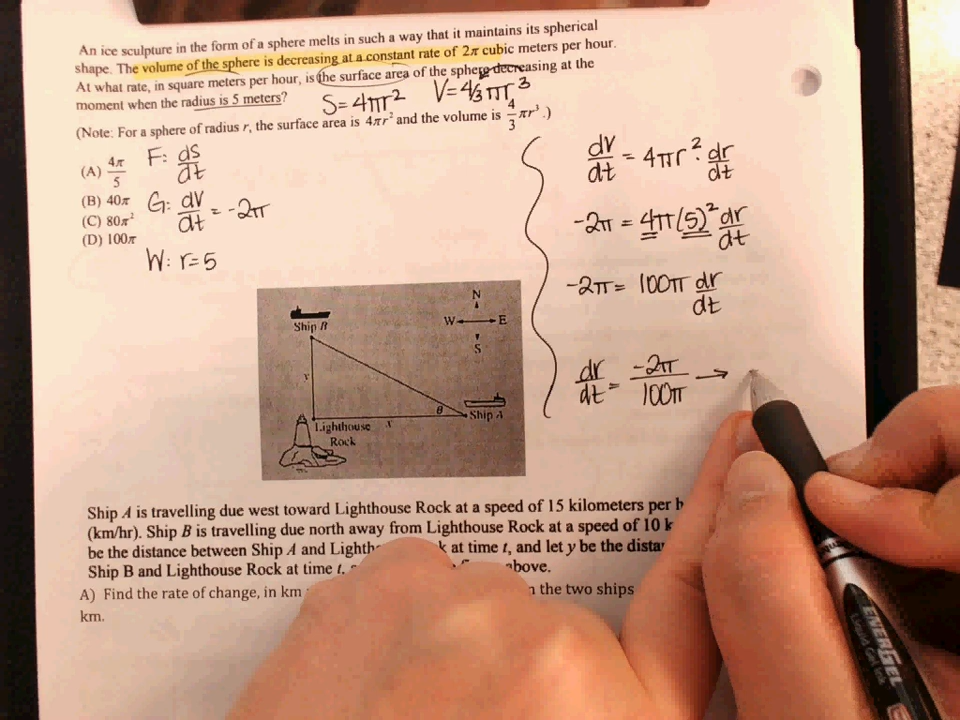 An ice sculpture in the form of a sphere melts in such a way that it maintains its spherical
shape. The volume of the sphere is decreasing at a constant rate of 2π cubic meters per hour.
At what rate, in square meters per hour, is the surface area of the sphere decreasing at the
moment when the radius is 5 meters?
S=4πr² V=4/3πr³
(Note: For a sphere of radius r, the surface area is 4πr² and the volume is 4/3 πr³.)
(A) 4π/5
(B) 40π
(C) 80π²
(D) 100π
F: dS/dt
G: dV/dt = -2π
W: r=5
dV/dt = 4πr² · dr/dt
-2π = 4π(5)² dr/dt
-2π = 100π dr/dt
dr/dt = -2π/100π →
N
W E
S
Ship B
y
θ
Ship A
x
Lighthouse
Rock
Ship A is travelling due west toward Lighthouse Rock at a speed of 15 kilometers per h
(km/hr). Ship B is travelling due north away from Lighthouse Rock at a speed of 10 k
be the distance between Ship A and Lighth k at time t, and let y be the dista
Ship B and Lighthouse Rock at time t, above.
A) Find the rate of change, in km the two ships
km.
ENERGEL
Liquid Gel Ink